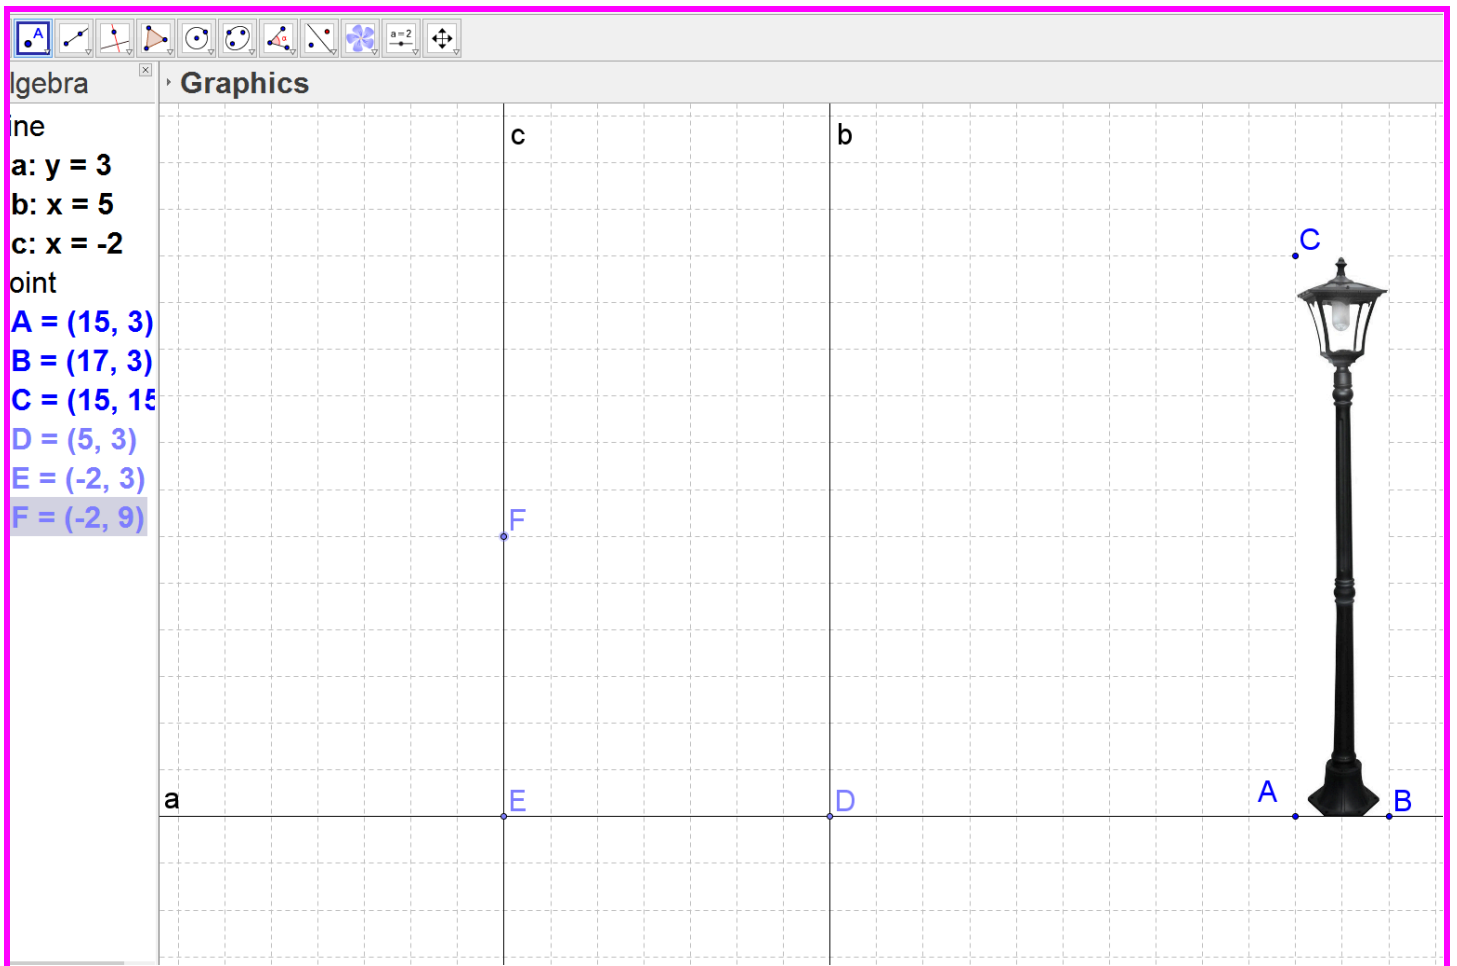 A
α
a=2
lgebra
Graphics
ine
a: y = 3
b: x = 5
c: x = -2
oint
A = (15, 3)
B = (17, 3)
C = (15, 15
D = (5, 3)
E = (-2, 3)
F = (-2, 9)
c
b
C
F
a
E
D
A
B